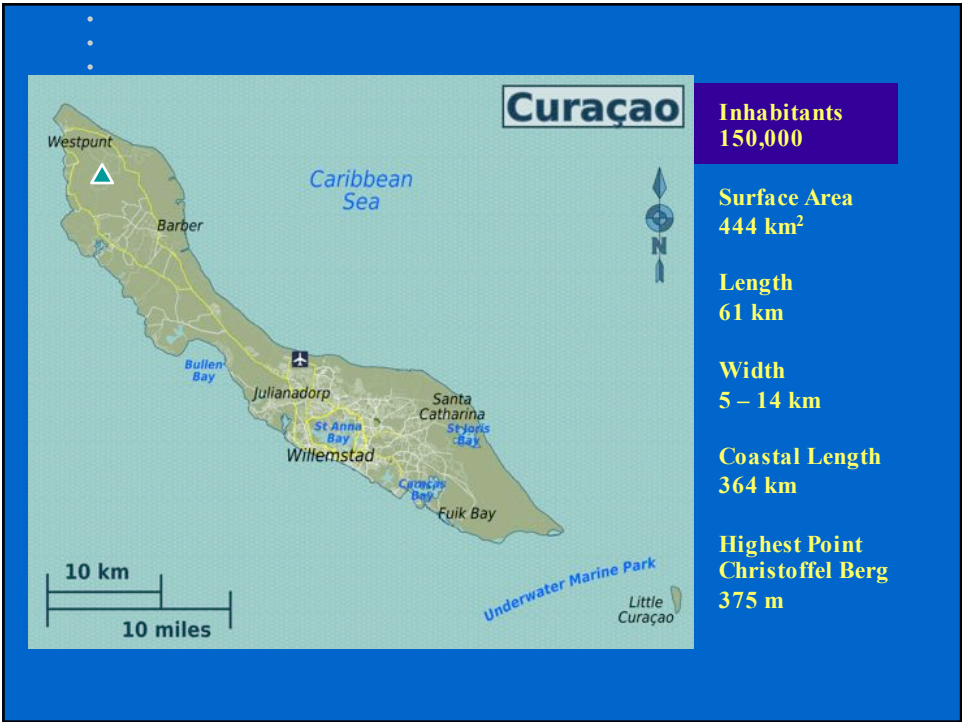 Curaçao
Westpunt
Caribbean
Sea
Barber
N
Bullen
Bay
Julianadorp
Santa
Catharina
St Anna
Bay
St Joris
Bay
Willemstad
Caracas
Bay
Fuik Bay
10 km
10 miles
Underwater Marine Park
Little
Curaçao
Inhabitants
150,000
Surface Area
444 km²
Length
61 km
Width
5 – 14 km
Coastal Length
364 km
Highest Point
Christoffel Berg
375 m